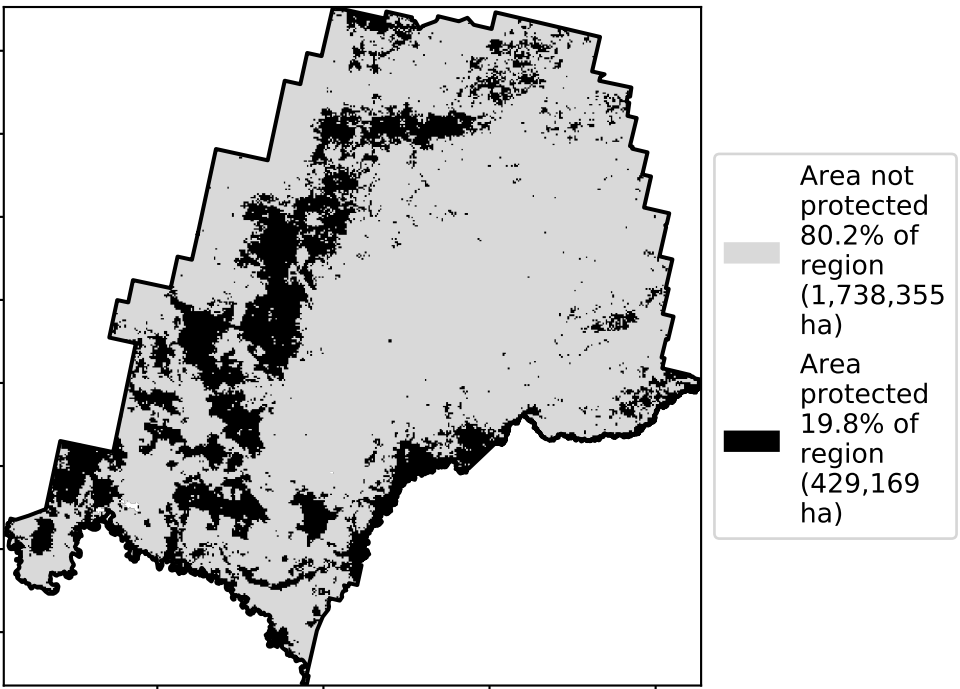 Area not
protected
80.2% of
region
(1,738,355
ha)
Area
protected
19.8% of
region
(429,169
ha)